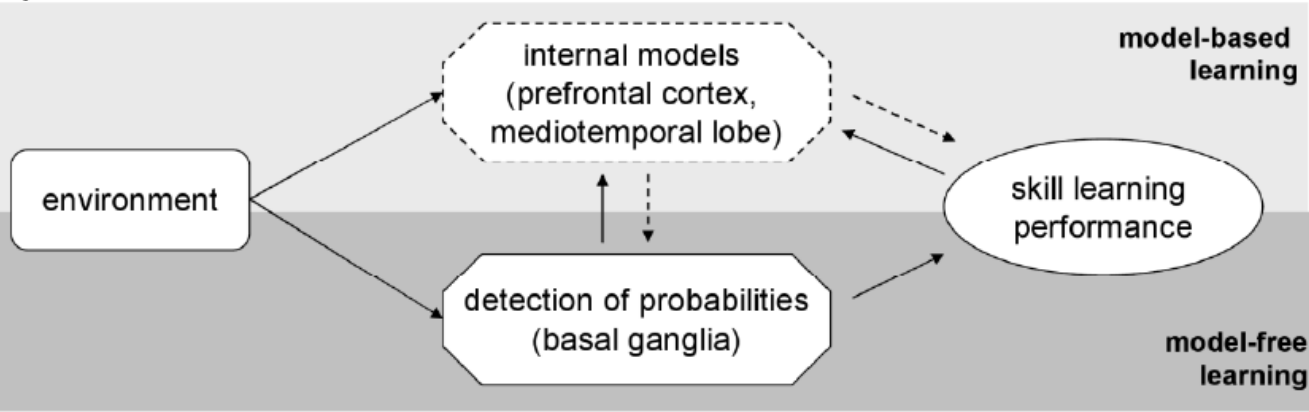 internal models
(prefrontal cortex,
mediotemporal lobe)
model-based
learning
environment
skill learning
performance
detection of probabilities
(basal ganglia)
model-free
learning